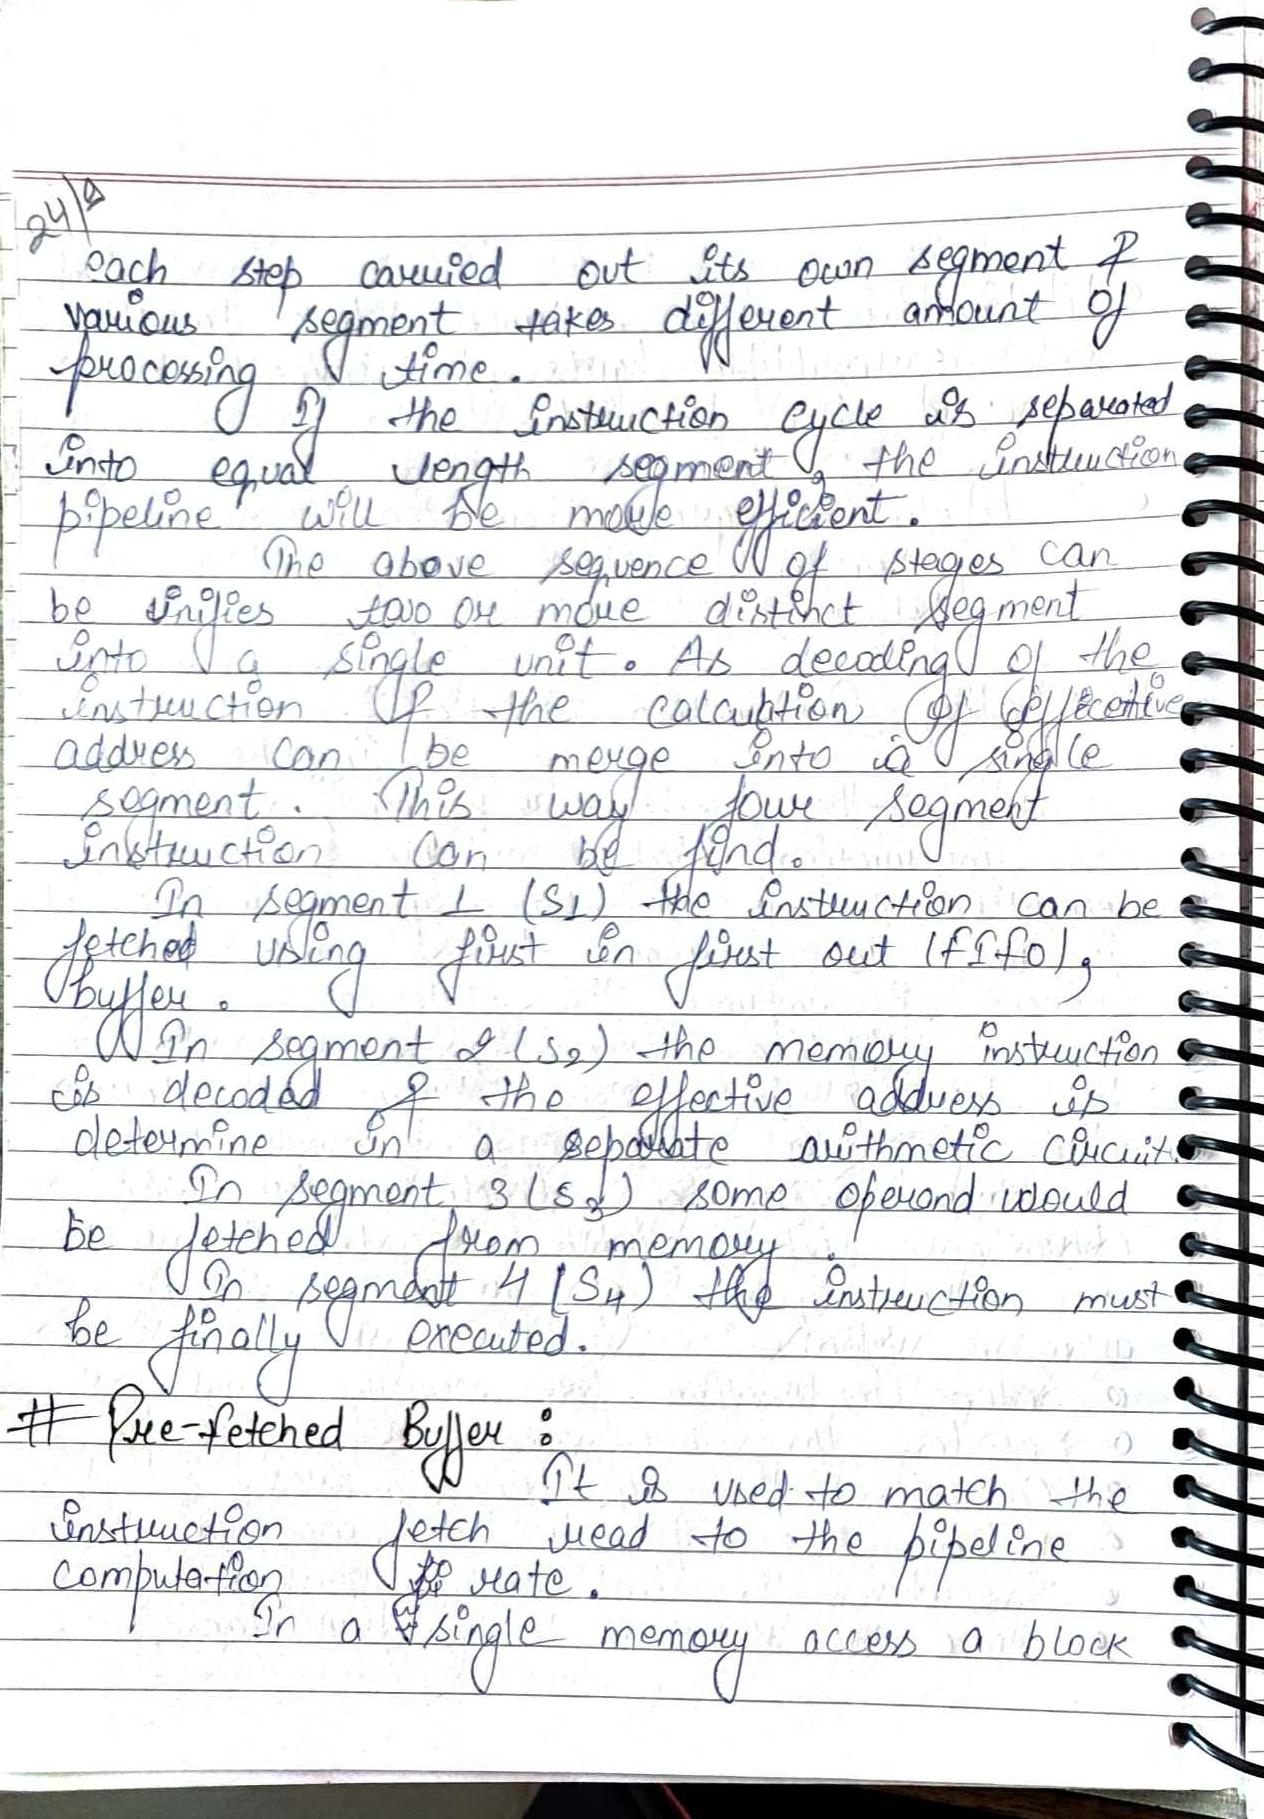 24/2
each step carried out its own segment &
various segment takes different amount of
processing time.
If the instruction cycle is separated
into equal length segment, the instruction
pipeline will be more efficient.
The above sequence of stages can
be unifies two or more distinct segment
into a single unit. As decoding of the
instruction & the calculation of effecetive
address can be merge into a single
segment. This way four segment
instruction can be find.
In segment 1 (S1) the instruction can be
fetched using first in first out (fIfo),
buffer.
In segment 2 (S2) the memory instruction
is decoded & the effective address is
determine in a separate arithmetic circuit.
In segment 3 (S3) some operand would
be fetched from memory.
In segment 4 (S4) the instruction must
be finally executed.
# Pre-fetched Buffer :
It is used to match the
instruction fetch read to the pipeline
computation rate.
In a single memory access a block